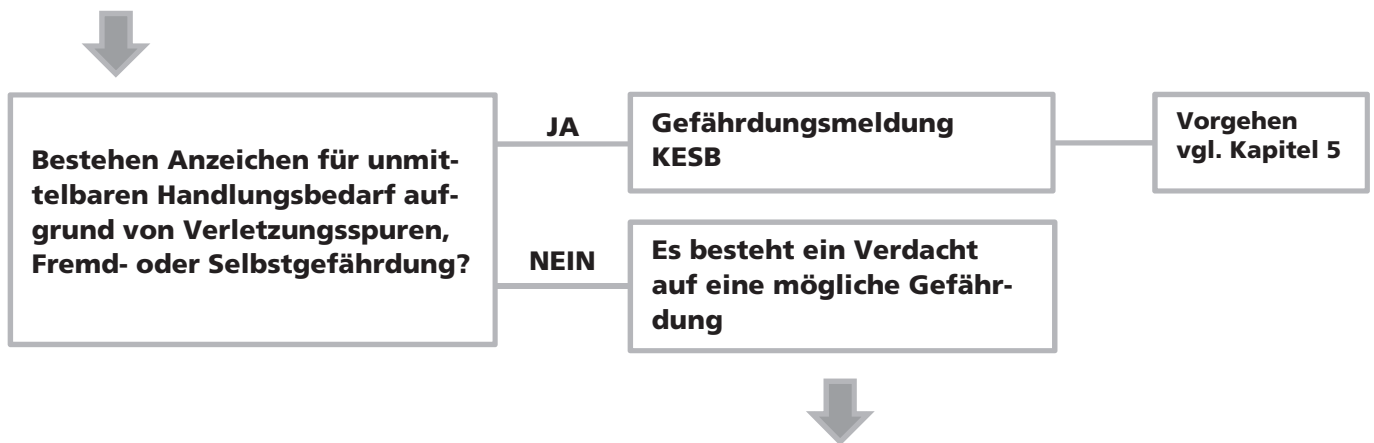 Bestehen Anzeichen für unmit-
telbaren Handlungsbedarf auf-
grund von Verletzungsspuren,
Fremd- oder Selbstgefährdung?
JA
Gefährdungsmeldung
KESB
Vorgehen
vgl. Kapitel 5
NEIN
Es besteht ein Verdacht
auf eine mögliche Gefähr-
dung